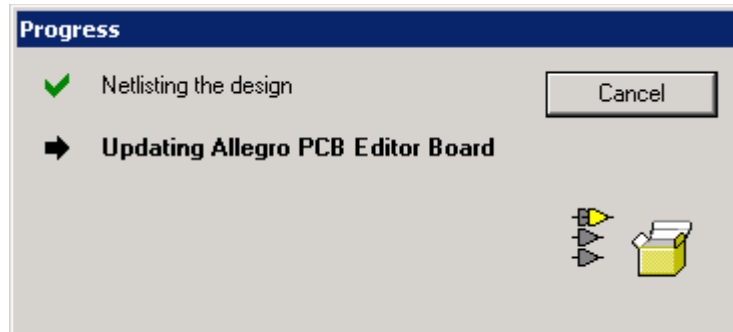 Progress
Netlisting the design
Cancel
Updating Allegro PCB Editor Board